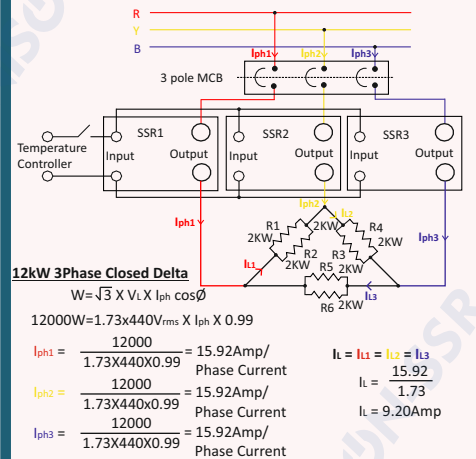 R
Y
B
Iph1 Iph2 Iph3
3 pole MCB
SSR1 SSR2 SSR3
Temperature
Controller
Input Output Input Output Input Output
Iph2
Iph1
IL2
Iph3
R1
2KW
2KW
R2
2KW
R4
2KW
R3
2KW
IL1
R5
IL3
R6 2KW
12kW 3Phase Closed Delta
W=√3 X VL X Iph cosØ
12000W=1.73x440Vrms X Iph X 0.99
Iph1 = 12000 = 15.92Amp/
1.73X440X0.99 Phase Current
Iph2 = 12000 = 15.92Amp/
1.73X440x0.99 Phase Current
Iph3 = 12000 = 15.92Amp/
1.73X440X0.99 Phase Current
IL = IL1 = IL2 = IL3
IL = 15.92
1.73
IL = 9.20Amp